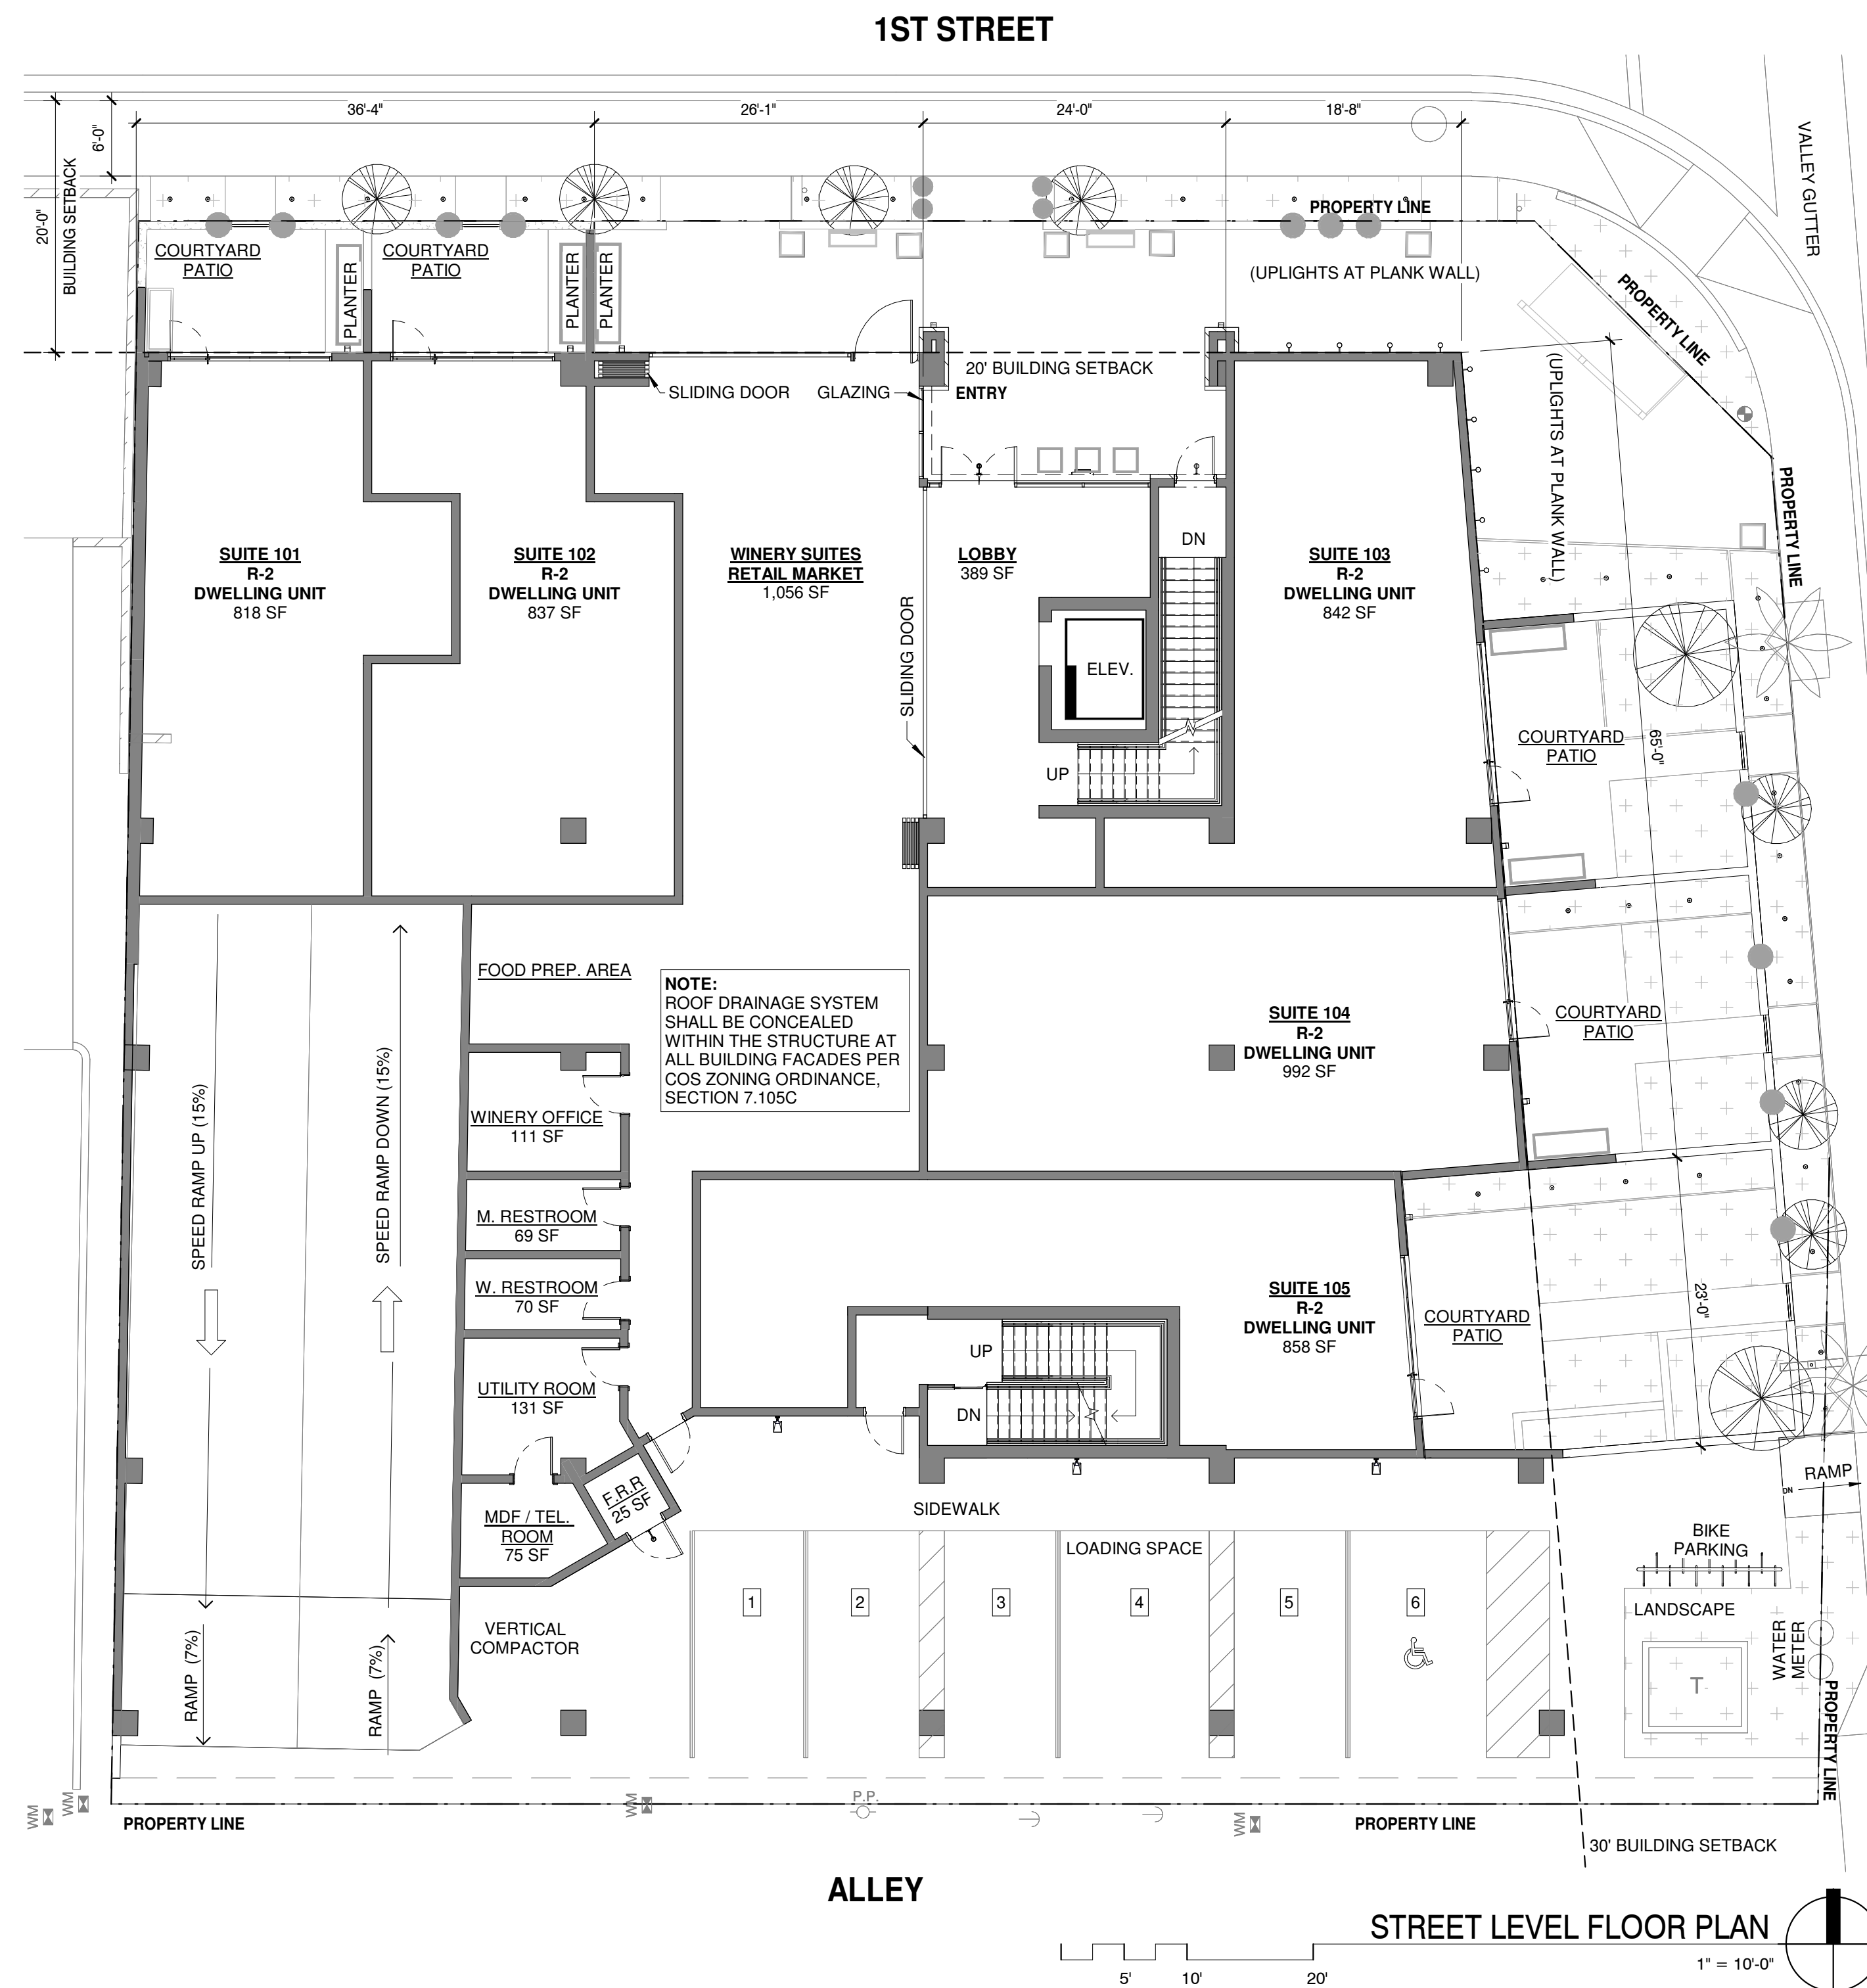 1ST STREET
36'-4"
26'-1"
24'-0"
18'-8"
6'-0"
20'-0"
BUILDING SETBACK
VALLEY GUTTER
PROPERTY LINE
COURTYARD
PATIO
COURTYARD
PATIO
PLANTER
PLANTER
PLANTER
(UPLIGHTS AT PLANK WALL)
PROPERTY LINE
20' BUILDING SETBACK
SLIDING DOOR
GLAZING
ENTRY
(UPLIGHTS AT PLANK WALL)
PROPERTY LINE
SUITE 101
R-2
DWELLING UNIT
818 SF
SUITE 102
R-2
DWELLING UNIT
837 SF
WINERY SUITES
RETAIL MARKET
1,056 SF
LOBBY
389 SF
DN
SUITE 103
R-2
DWELLING UNIT
842 SF
SLIDING DOOR
ELEV.
UP
COURTYARD
PATIO
65'-0"
FOOD PREP. AREA
NOTE:
ROOF DRAINAGE SYSTEM
SHALL BE CONCEALED
WITHIN THE STRUCTURE AT
ALL BUILDING FACADES PER
COS ZONING ORDINANCE,
SECTION 7.105C
SUITE 104
R-2
DWELLING UNIT
992 SF
COURTYARD
PATIO
SPEED RAMP UP (15%)
SPEED RAMP DOWN (15%)
WINERY OFFICE
111 SF
M. RESTROOM
69 SF
W. RESTROOM
70 SF
SUITE 105
R-2
DWELLING UNIT
858 SF
COURTYARD
PATIO
23'-0"
UP
DN
UTILITY ROOM
131 SF
F.R.R
25 SF
MDF / TEL.
ROOM
75 SF
SIDEWALK
RAMP
DN
LOADING SPACE
BIKE
PARKING
1
2
3
4
5
6
LANDSCAPE
VERTICAL
COMPACTOR
RAMP (7%)
RAMP (7%)
WATER
METER
T
PROPERTY LINE
WM
WM
WM
P.P.
WM
PROPERTY LINE
PROPERTY LINE
30' BUILDING SETBACK
ALLEY
STREET LEVEL FLOOR PLAN
1" = 10'-0"
5'
10'
20'